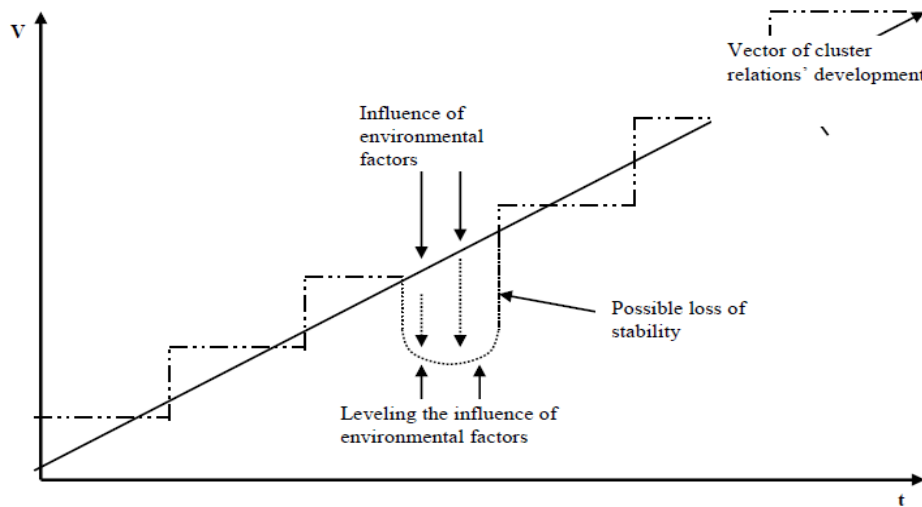 V
Vector of cluster
relations’ development
Influence of
environmental
factors
Possible loss of
stability
Leveling the influence of
environmental factors
t